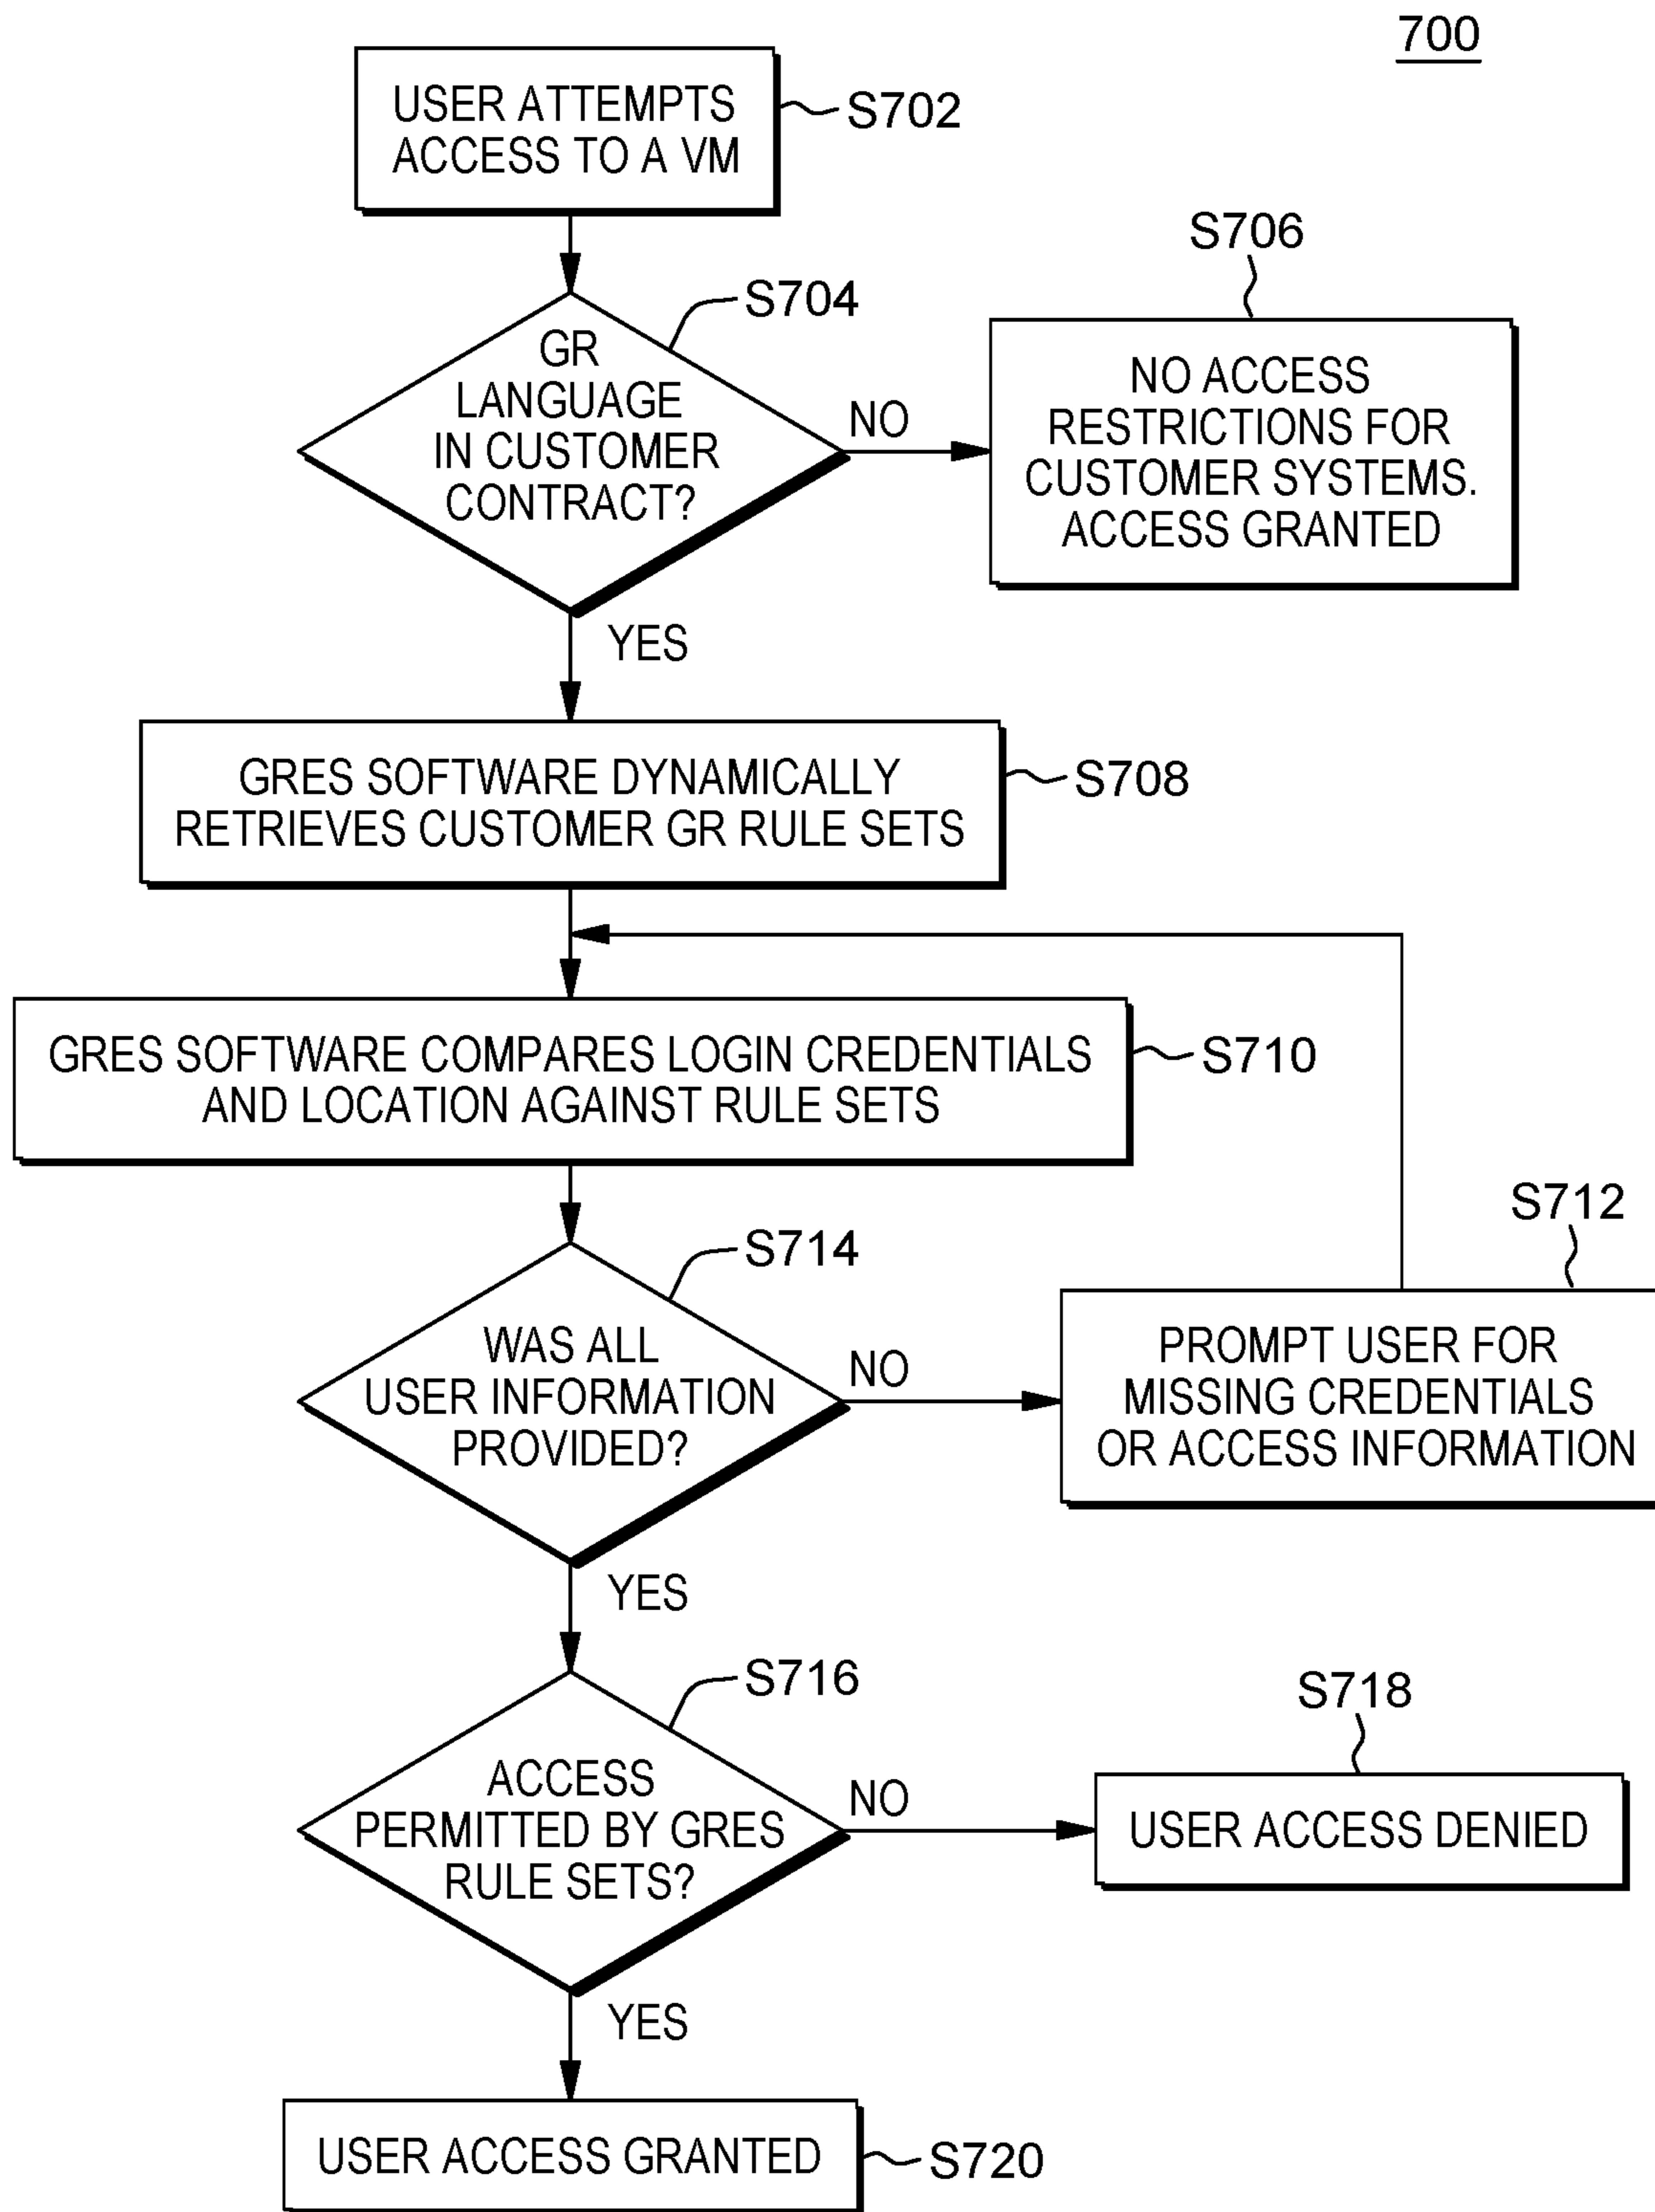 700
USER ATTEMPTS
ACCESS TO A VM
S702
S704
GR
LANGUAGE
IN CUSTOMER
CONTRACT?
NO
S706
NO ACCESS
RESTRICTIONS FOR
CUSTOMER SYSTEMS.
ACCESS GRANTED
YES
GRES SOFTWARE DYNAMICALLY
RETRIEVES CUSTOMER GR RULE SETS
S708
GRES SOFTWARE COMPARES LOGIN CREDENTIALS
AND LOCATION AGAINST RULE SETS
S710
S714
WAS ALL
USER INFORMATION
PROVIDED?
NO
S712
PROMPT USER FOR
MISSING CREDENTIALS
OR ACCESS INFORMATION
YES
S716
ACCESS
PERMITTED BY GRES
RULE SETS?
NO
S718
USER ACCESS DENIED
YES
USER ACCESS GRANTED
S720